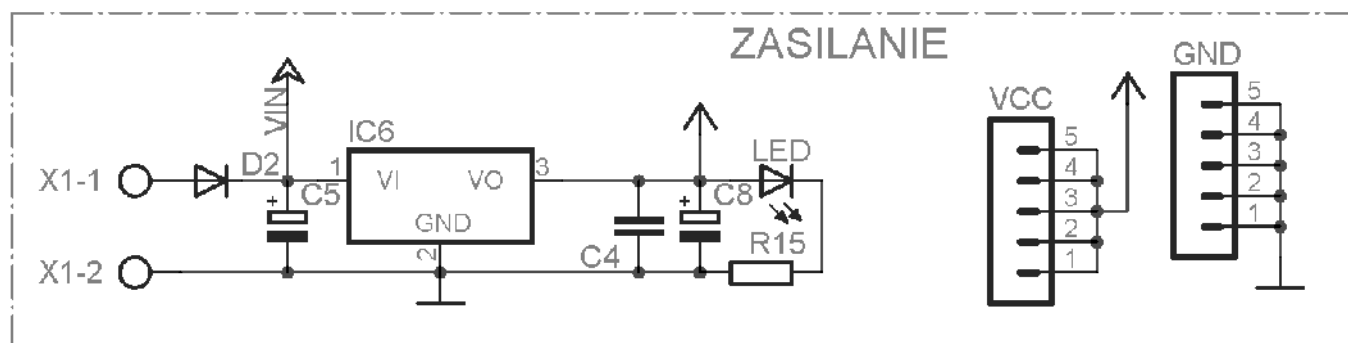 ZASILANIE
VIN
IC6
X1-1
D2
C5
+
1
VI
VO
3
GND
2
X1-2
C4
+
C8
LED
R15
VCC
5
4
3
2
1
GND
5
4
3
2
1